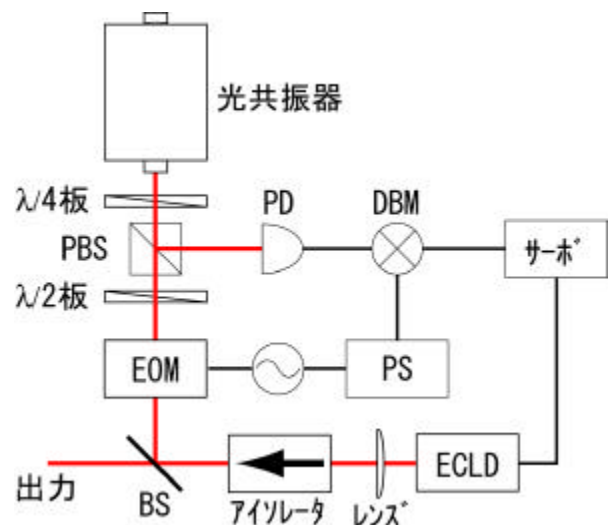 光共振器
λ/4板
PD
DBM
PBS
サーボ
λ/2板
EOM
PS
ECLD
出力
BS
アイソレータ
レンズ